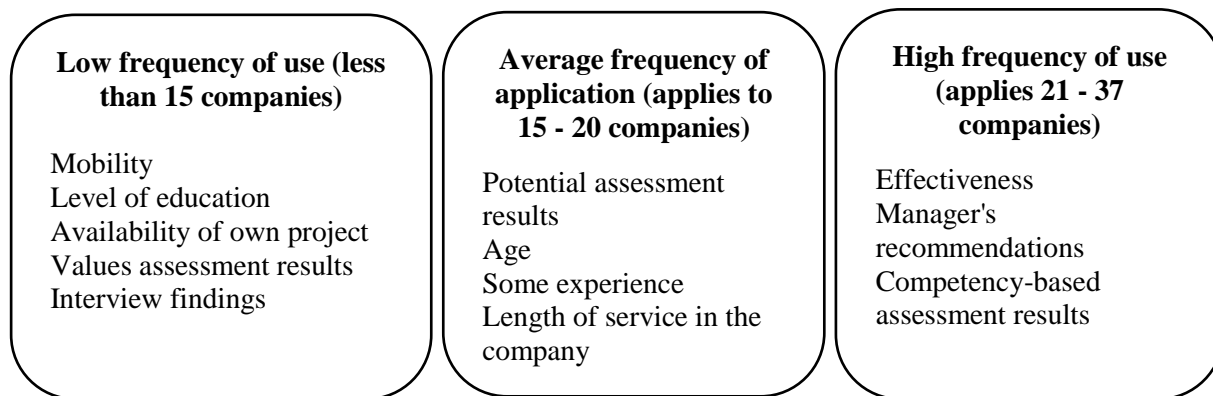 Low frequency of use (less
than 15 companies)
Mobility
Level of education
Availability of own project
Values assessment results
Interview findings
Average frequency of
application (applies to
15 - 20 companies)
Potential assessment
results
Age
Some experience
Length of service in the
company
High frequency of use
(applies 21 - 37
companies)
Effectiveness
Manager's
recommendations
Competency-based
assessment results